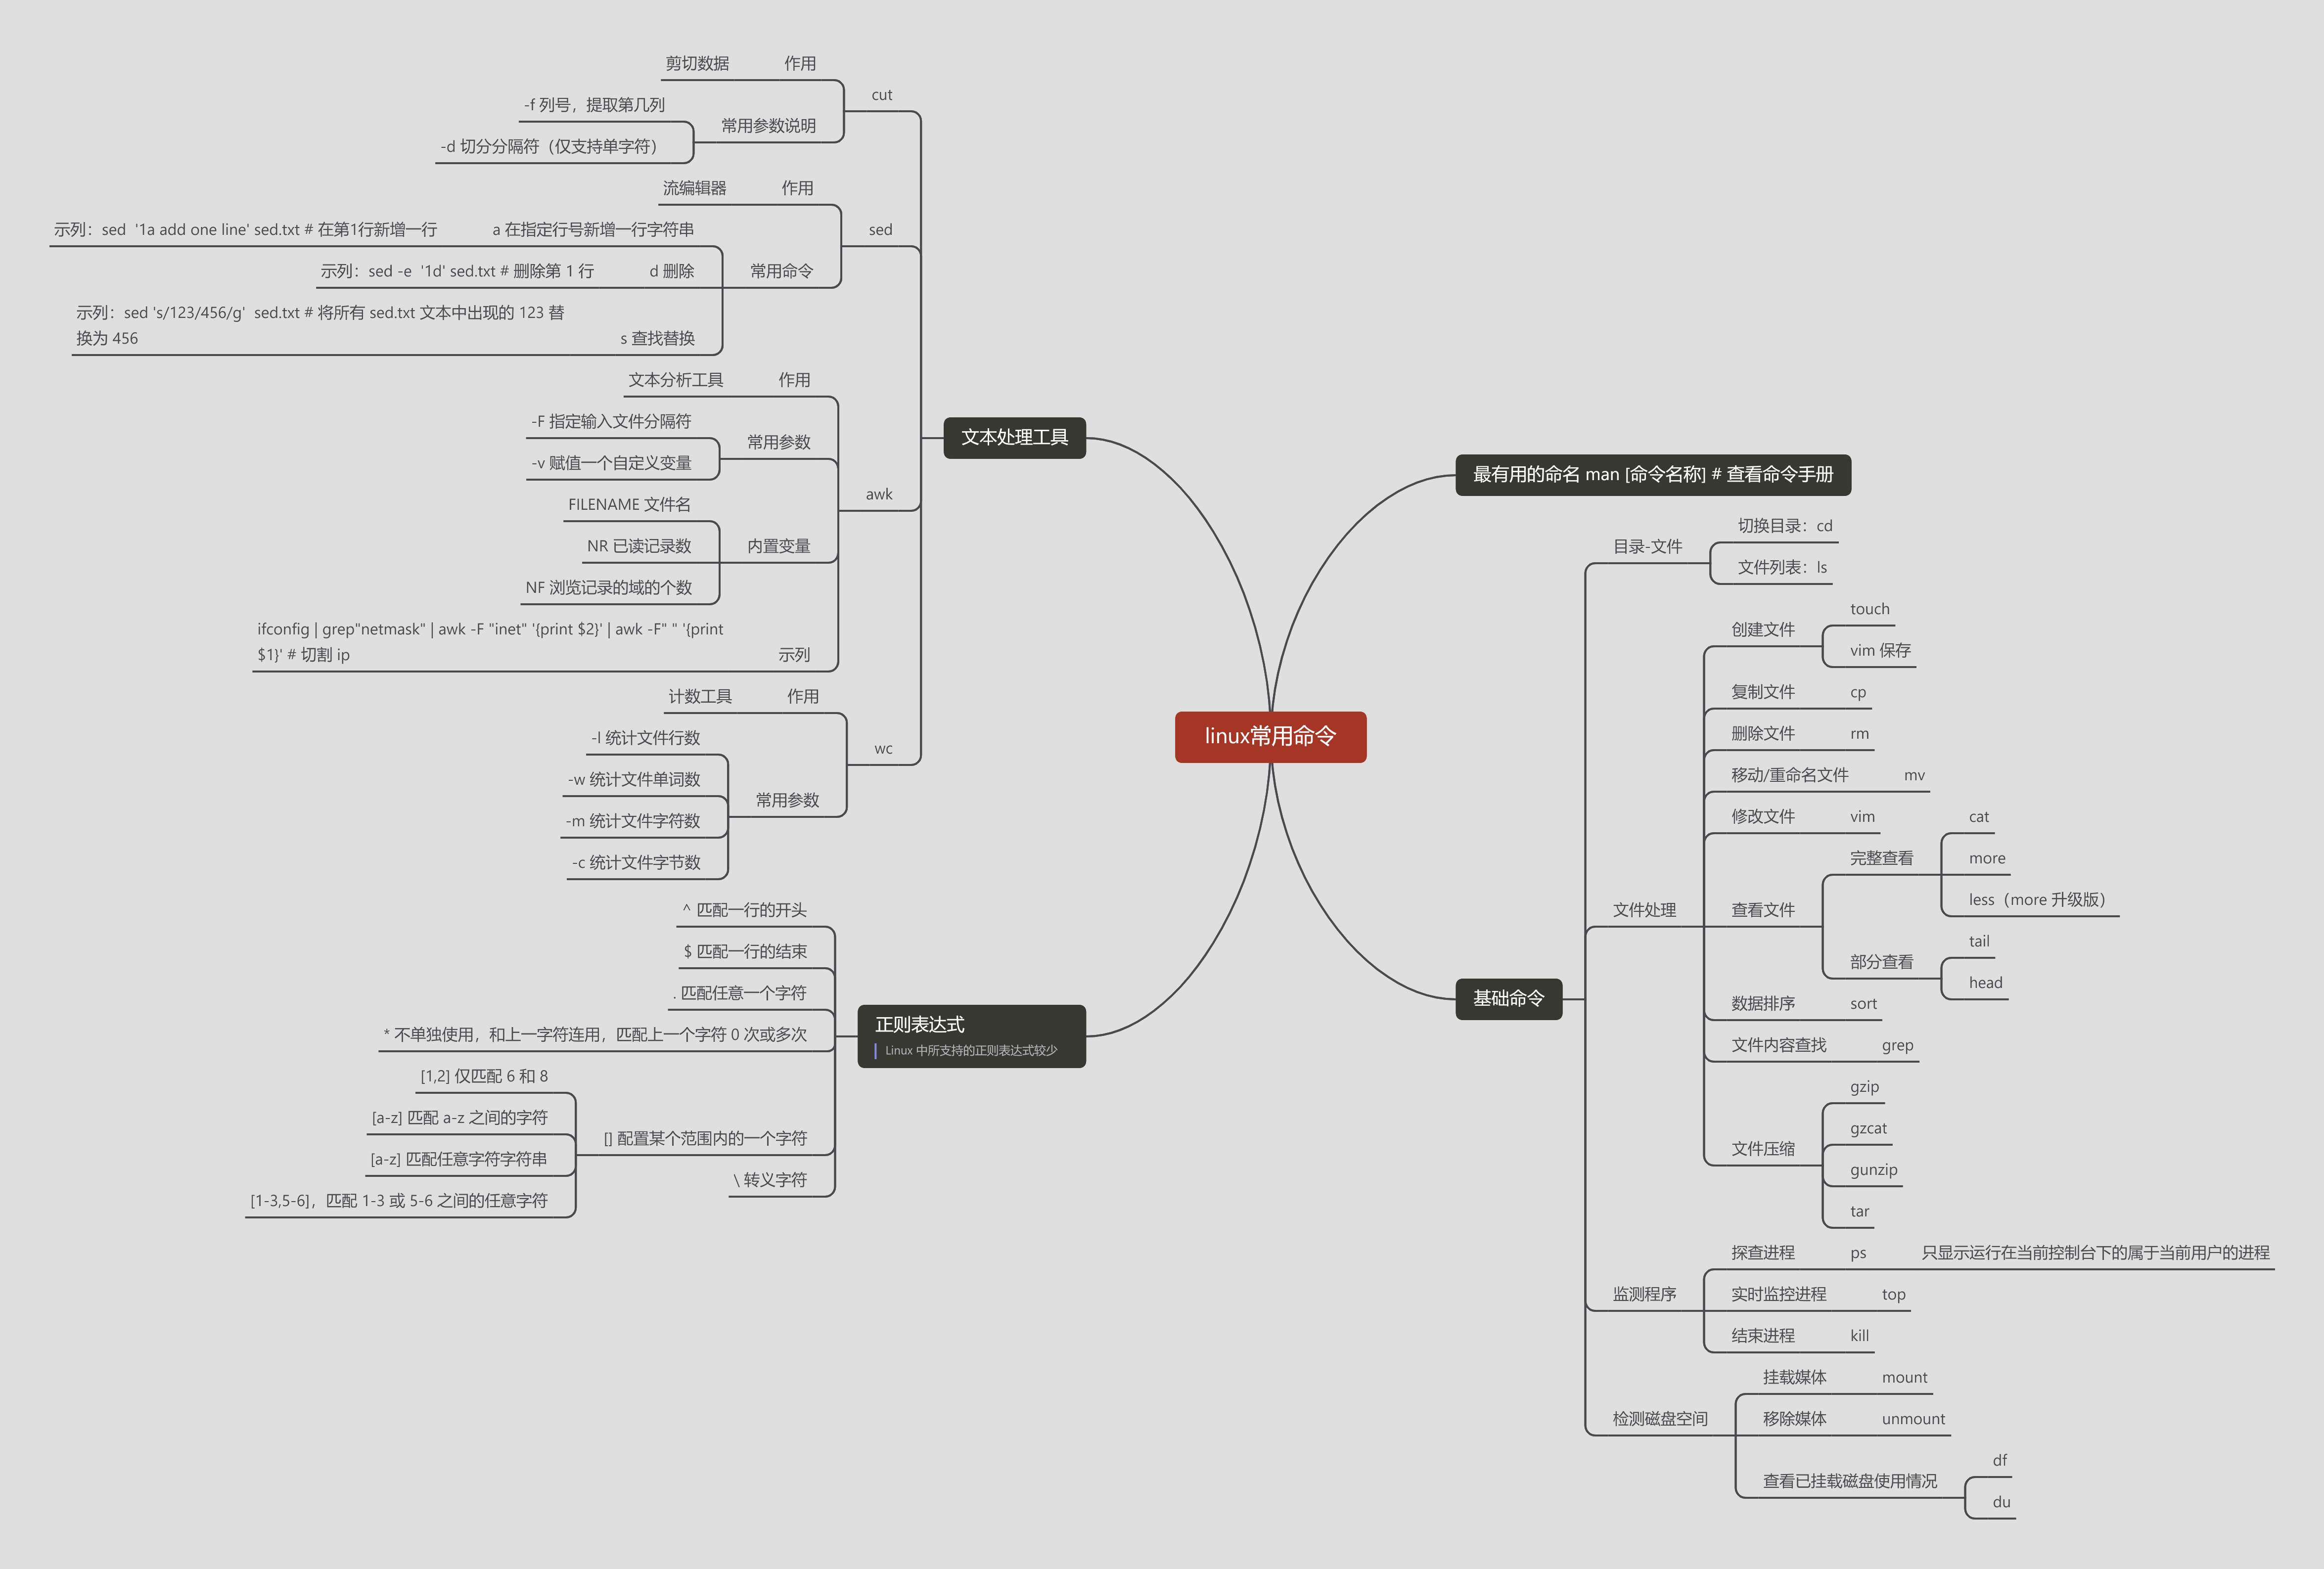 linux常用命令
最有用的命名 man [命令名称] # 查看命令手册
基础命令
目录-文件
切换目录：cd
文件列表：ls
文件处理
创建文件
touch
vim 保存
复制文件
cp
删除文件
rm
移动/重命名文件
mv
修改文件
vim
查看文件
完整查看
cat
more
less（more 升级版）
部分查看
tail
head
数据排序
sort
文件内容查找
grep
文件压缩
gzip
gzcat
gunzip
tar
监测程序
探查进程
ps
只显示运行在当前控制台下的属于当前用户的进程
实时监控进程
top
结束进程
kill
检测磁盘空间
挂载媒体
mount
移除媒体
unmount
查看已挂载磁盘使用情况
df
du
文本处理工具
cut
作用
剪切数据
常用参数说明
-f 列号，提取第几列
-d 切分分隔符（仅支持单字符）
sed
作用
流编辑器
常用命令
a 在指定行号新增一行字符串
示列：sed  '1a add one line' sed.txt # 在第1行新增一行
d 删除
示列：sed -e  '1d' sed.txt # 删除第 1 行
s 查找替换
示列：sed 's/123/456/g'  sed.txt # 将所有 sed.txt 文本中出现的 123 替
换为 456
awk
作用
文本分析工具
常用参数
-F 指定输入文件分隔符
-v 赋值一个自定义变量
内置变量
FILENAME 文件名
NR 已读记录数
NF 浏览记录的域的个数
示列
ifconfig | grep"netmask" | awk -F "inet" '{print $2}' | awk -F" " '{print
$1}' # 切割 ip
wc
作用
计数工具
常用参数
-l 统计文件行数
-w 统计文件单词数
-m 统计文件字符数
-c 统计文件字节数
正则表达式
Linux 中所支持的正则表达式较少
^ 匹配一行的开头
$ 匹配一行的结束
. 匹配任意一个字符
* 不单独使用，和上一字符连用，匹配上一个字符 0 次或多次
[] 配置某个范围内的一个字符
[1,2] 仅匹配 6 和 8
[a-z] 匹配 a-z 之间的字符
[a-z] 匹配任意字符字符串
[1-3,5-6]，匹配 1-3 或 5-6 之间的任意字符
\ 转义字符